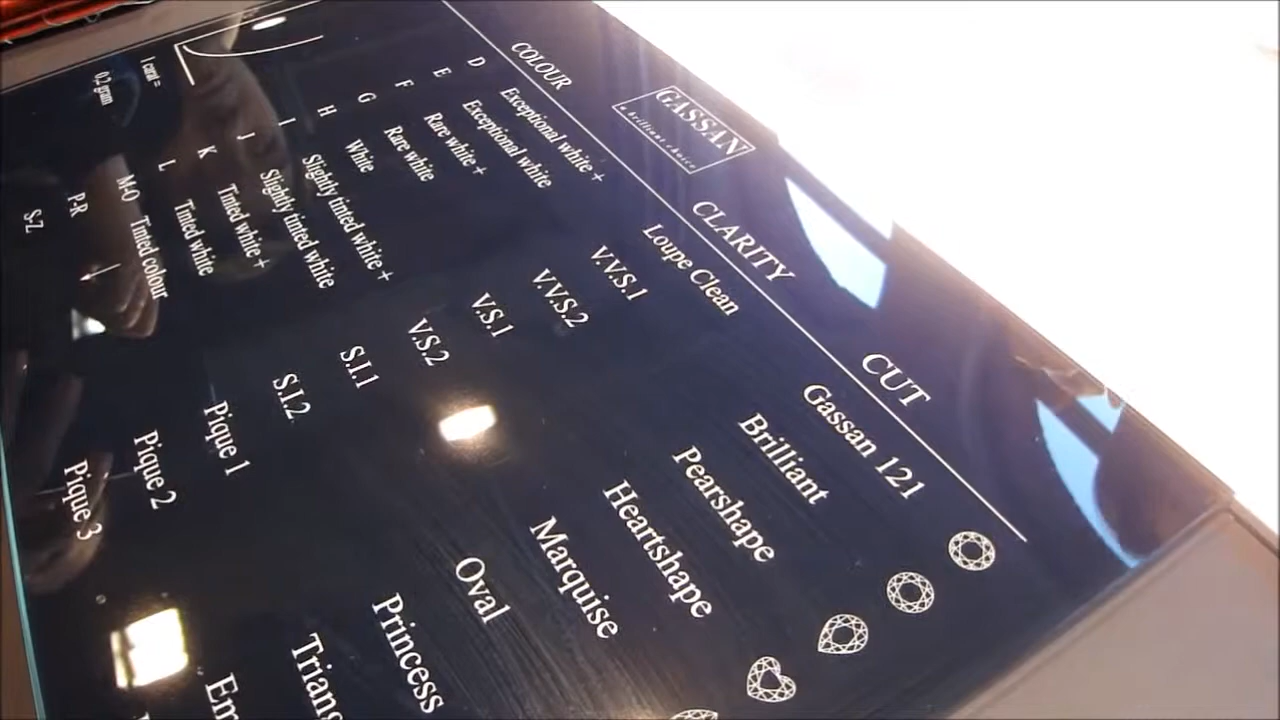 GASSAN
a brilliant choice
COLOUR
D Exceptional white +
E Exceptional white
F Rare white +
G Rare white
H White
I Slightly tinted white +
J Slightly tinted white
K Tinted white +
L Tinted white
M-O Tinted colour
P-R
S-Z
1 carat =
0,2 gram
CLARITY
Loupe Clean
V.V.S.1
V.V.S.2
V.S.1
V.S.2
S.I.1
S.I.2
Pique 1
Pique 2
Pique 3
CUT
Gassan 121
Brilliant
Pearshape
Heartshape
Marquise
Oval
Princess
Triang
Em